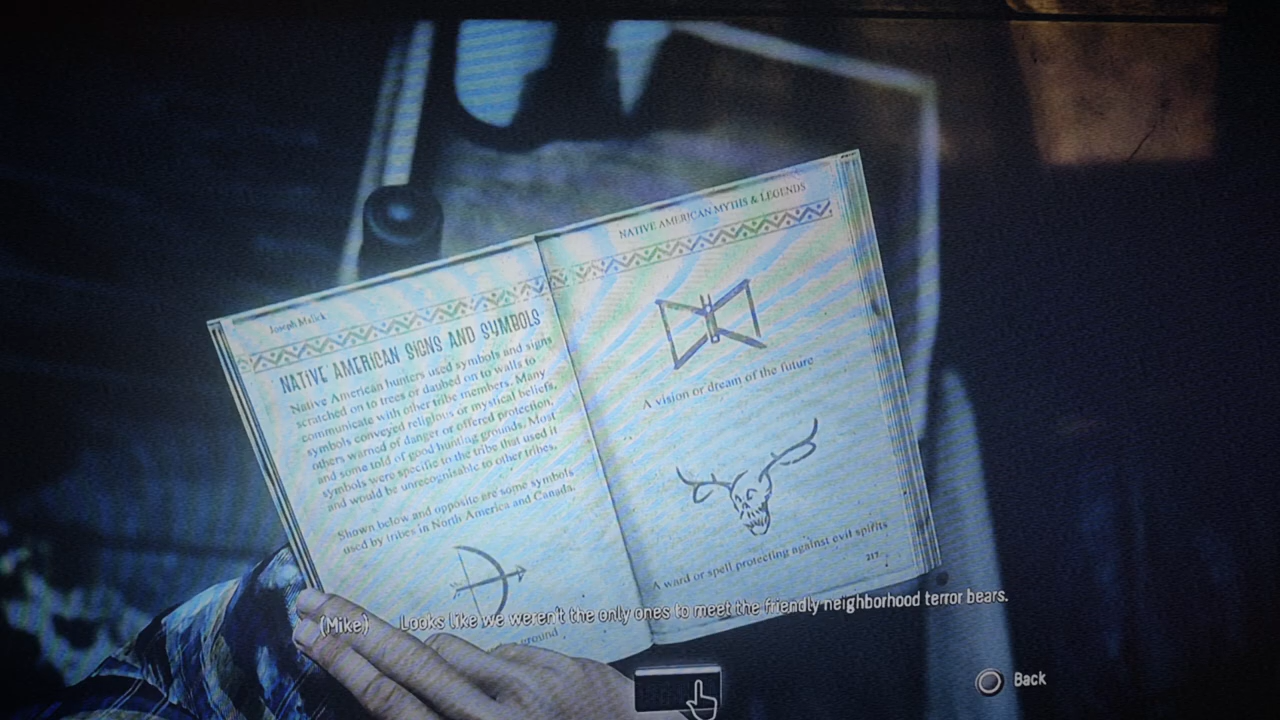 Joseph Malick
NATIVE AMERICAN SIGNS AND SYMBOLS
Native American hunters used symbols and signs
scratched on to trees or daubed on to walls to
communicate with other tribe members. Many
symbols conveyed religious or mystical beliefs,
others warned of danger or offered protection,
and some told of good hunting grounds. Most
symbols were specific to the tribe that used it
and would be unrecognisable to other tribes.
Shown below and opposite are some symbols
used by tribes in North America and Canada.
ground
NATIVE AMERICAN MYTHS & LEGENDS
A vision or dream of the future
A ward or spell protecting against evil spirits
217
(Mike) Looks like we weren't the only ones to meet the friendly neighborhood terror bears.
Back